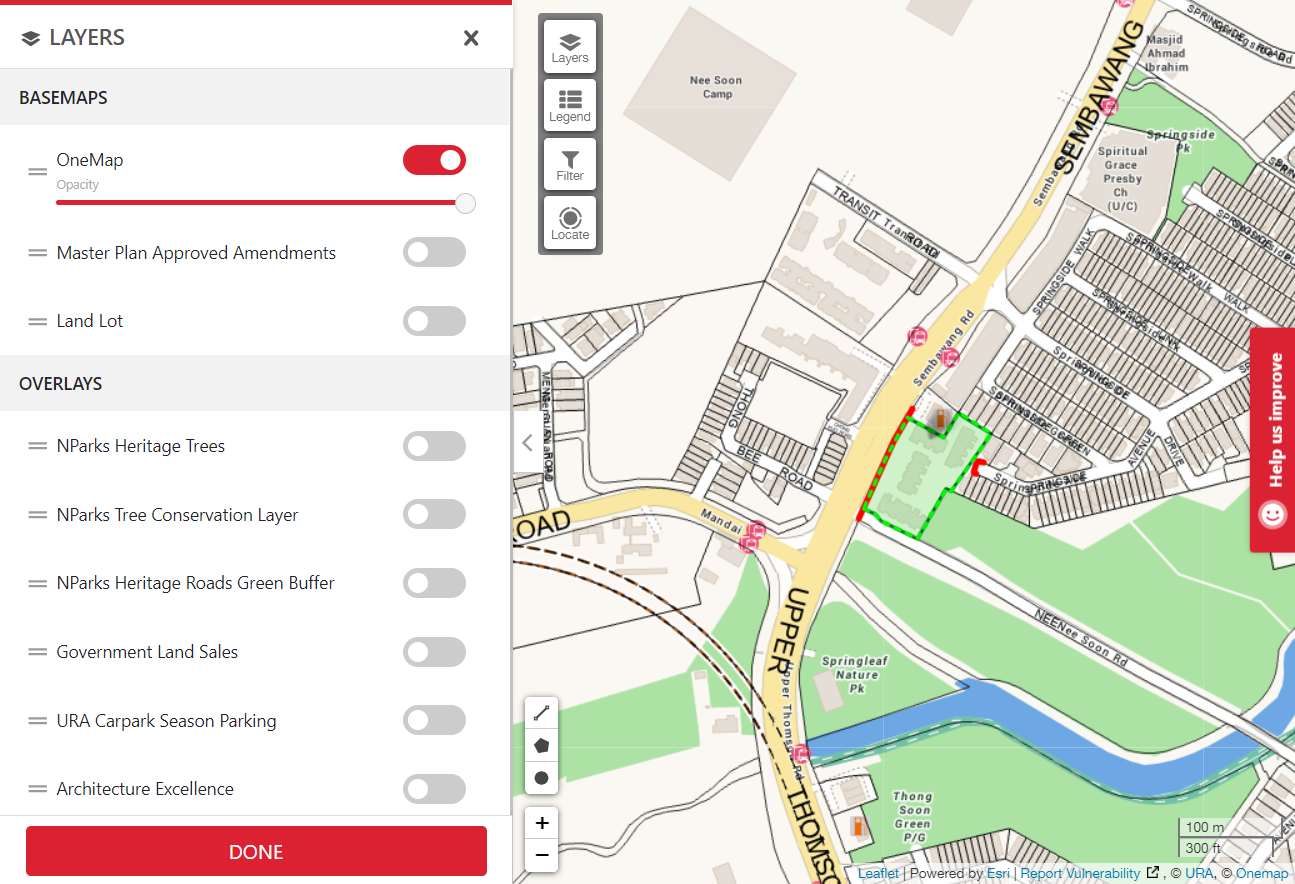 LAYERS
BASEMAPS
OneMap
Opacity
Master Plan Approved Amendments
Land Lot
OVERLAYS
NParks Heritage Trees
NParks Tree Conservation Layer
NParks Heritage Roads Green Buffer
Government Land Sales
URA Carpark Season Parking
Architecture Excellence
DONE
Layers
Legend
Filter
Locate
Nee Soon
Camp
Masjid
Ahmad
Ibrahim
SEMBAWANG
Springside
Pk
Spiritual
Grace
Presby
Ch
(U/C)
TRANSIT
ROAD
SPRINGSIDE
WALK
WALK
Sembawang Rd
THONG
BEE
ROAD
AVENUE
DRIVE
SPRINGSIDE
Mandai
ROAD
UPPER
Nee Soon Rd
Springleaf
Nature
Pk
Upper Thomson Rd
THOMSO
Thong
Soon
Green
P/G
Help us improve
+
−
100 m
300 ft
Leaflet | Powered by Esri | Report Vulnerability , © URA, © Onemap